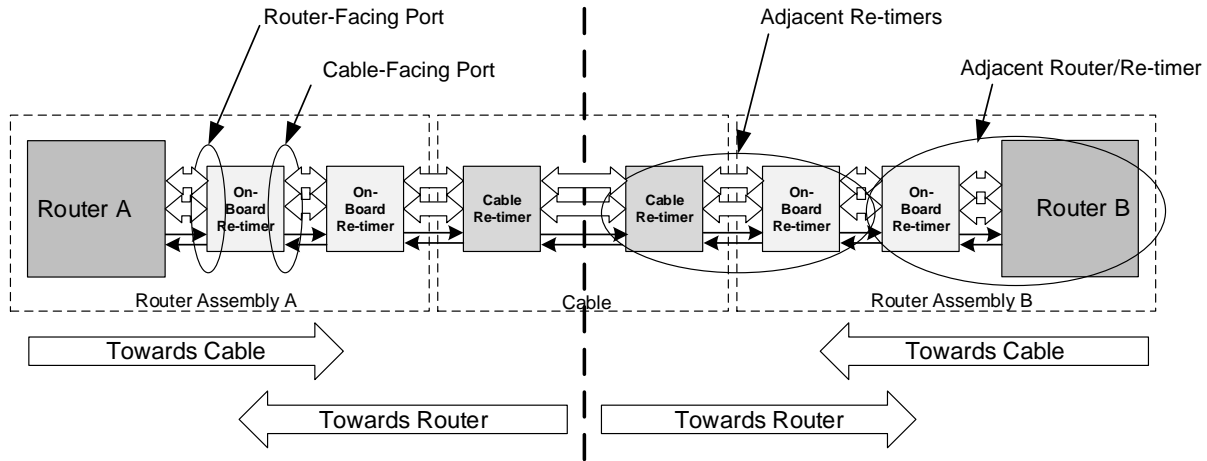 Router-Facing Port
Adjacent Re-timers
Cable-Facing Port
Adjacent Router/Re-timer
Router A
On-
Board
Re-timer
On-
Board
Re-timer
Cable
Re-timer
Cable
Re-timer
On-
Board
Re-timer
On-
Board
Re-timer
Router B
Router Assembly A
Cable
Router Assembly B
Towards Cable
Towards Cable
Towards Router
Towards Router